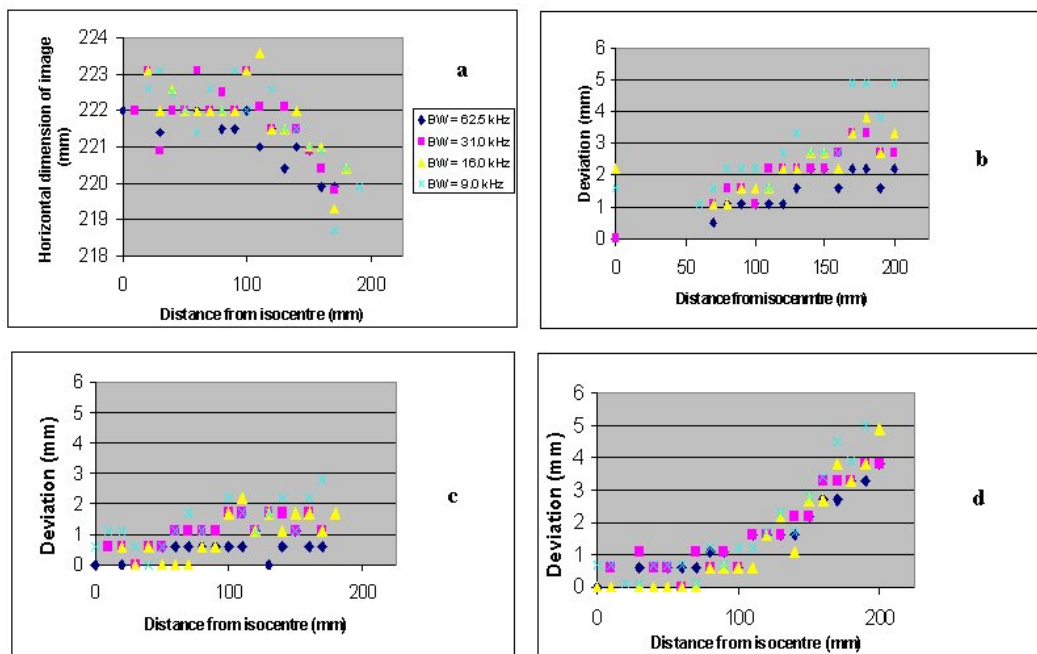 a
Horizontal dimension of image
(mm)
224
223
222
221
220
219
218
0
100
200
Distance from isocentre (mm)
BW = 62.5 kHz
BW = 31.0 kHz
BW = 16.0 kHz
BW = 9.0 kHz
b
Deviation (mm)
6
5
4
3
2
1
0
0
50
100
150
200
Distance from isocenmtre (mm)
c
Deviation (mm)
6
5
4
3
2
1
0
0
100
200
Distance from isocentre (mm)
d
Deviation (mm)
6
5
4
3
2
1
0
0
100
200
Distance from isocentre (mm)